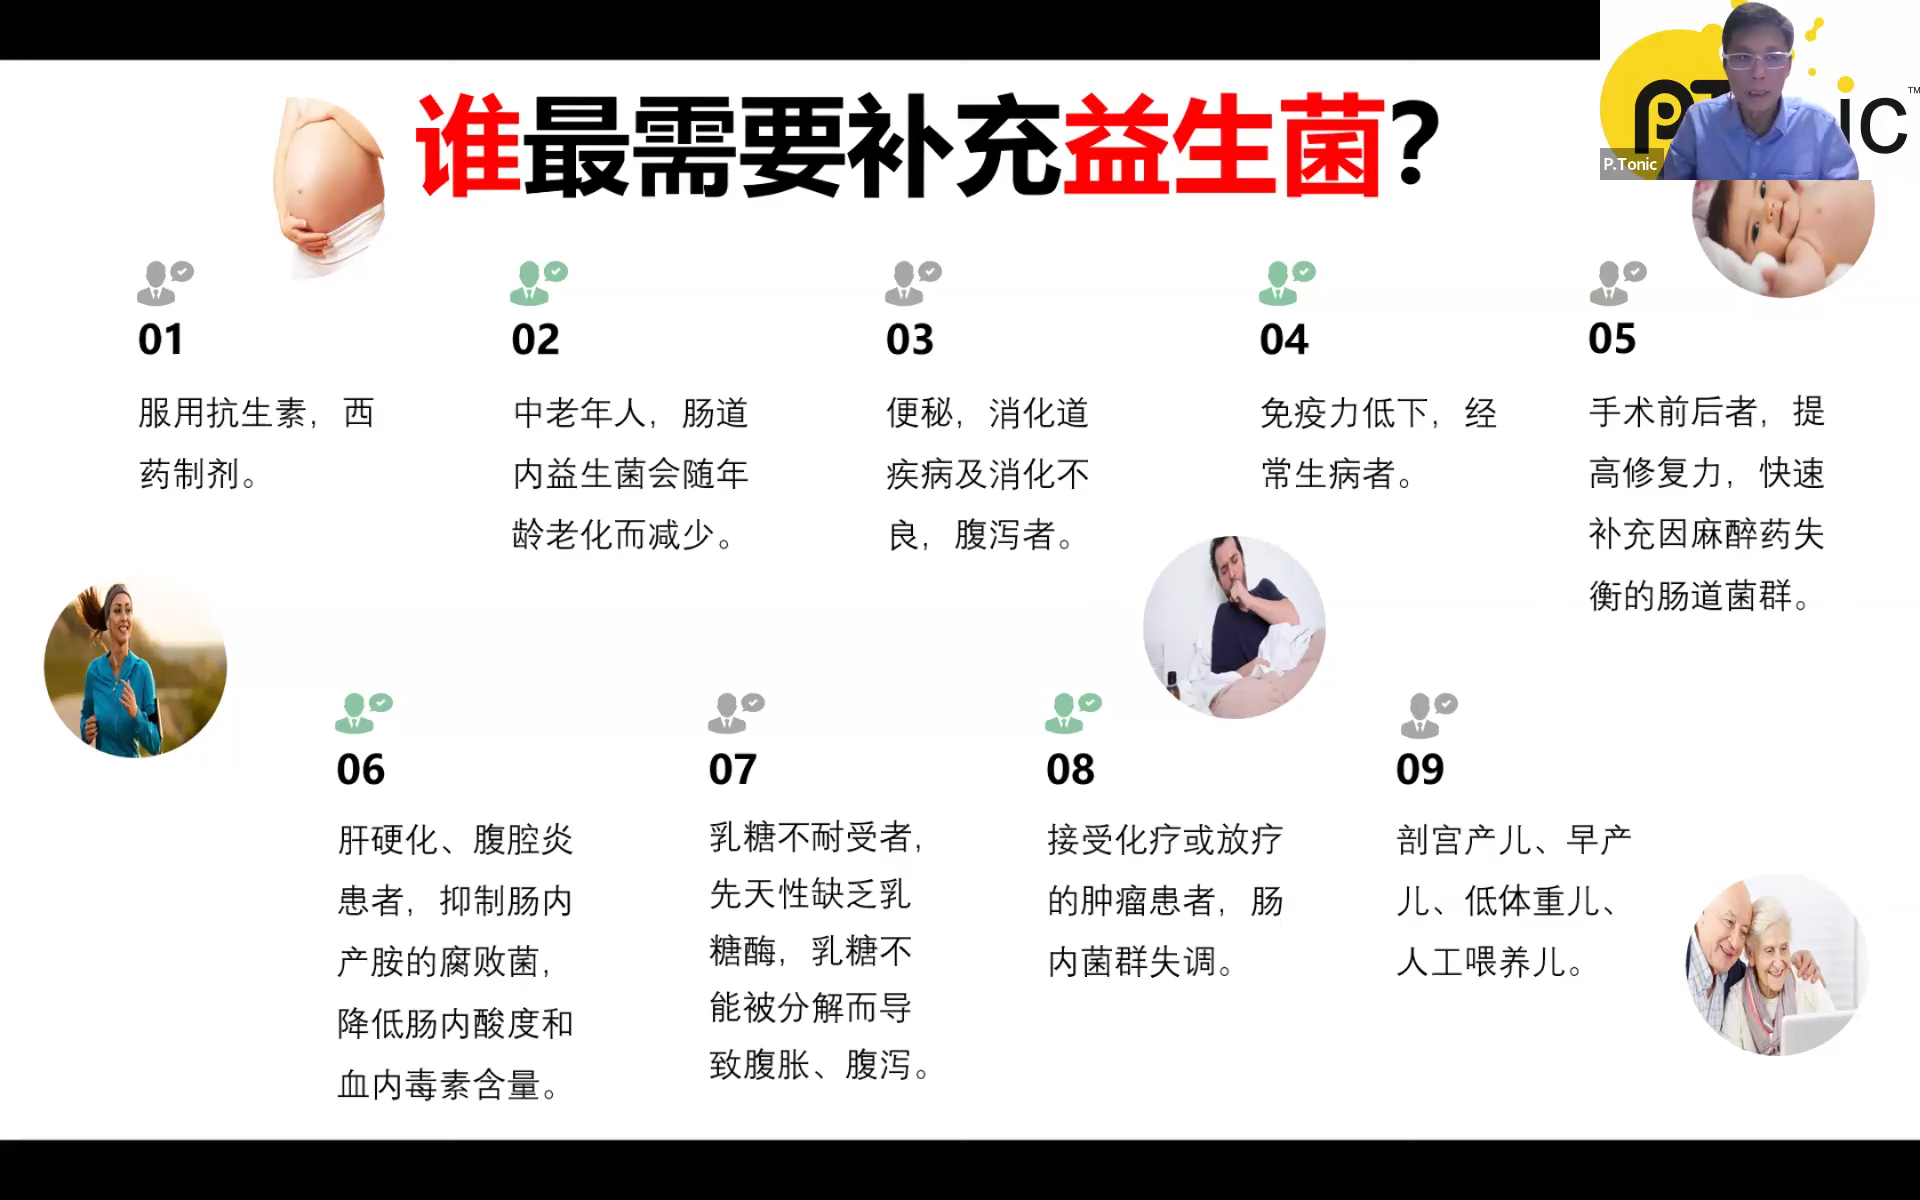 谁最需要补充益生菌?
P.Tonic
TM
01
服用抗生素，西
药制剂。
02
中老年人，肠道
内益生菌会随年
龄老化而减少。
03
便秘，消化道
疾病及消化不
良，腹泻者。
04
免疫力低下，经
常生病者。
05
手术前后者，提
高修复力，快速
补充因麻醉药失
衡的肠道菌群。
06
肝硬化、腹腔炎
患者，抑制肠内
产胺的腐败菌，
降低肠内酸度和
血内毒素含量。
07
乳糖不耐受者，
先天性缺乏乳
糖酶，乳糖不
能被分解而导
致腹胀、腹泻。
08
接受化疗或放疗
的肿瘤患者，肠
内菌群失调。
09
剖宫产儿、早产
儿、低体重儿、
人工喂养儿。